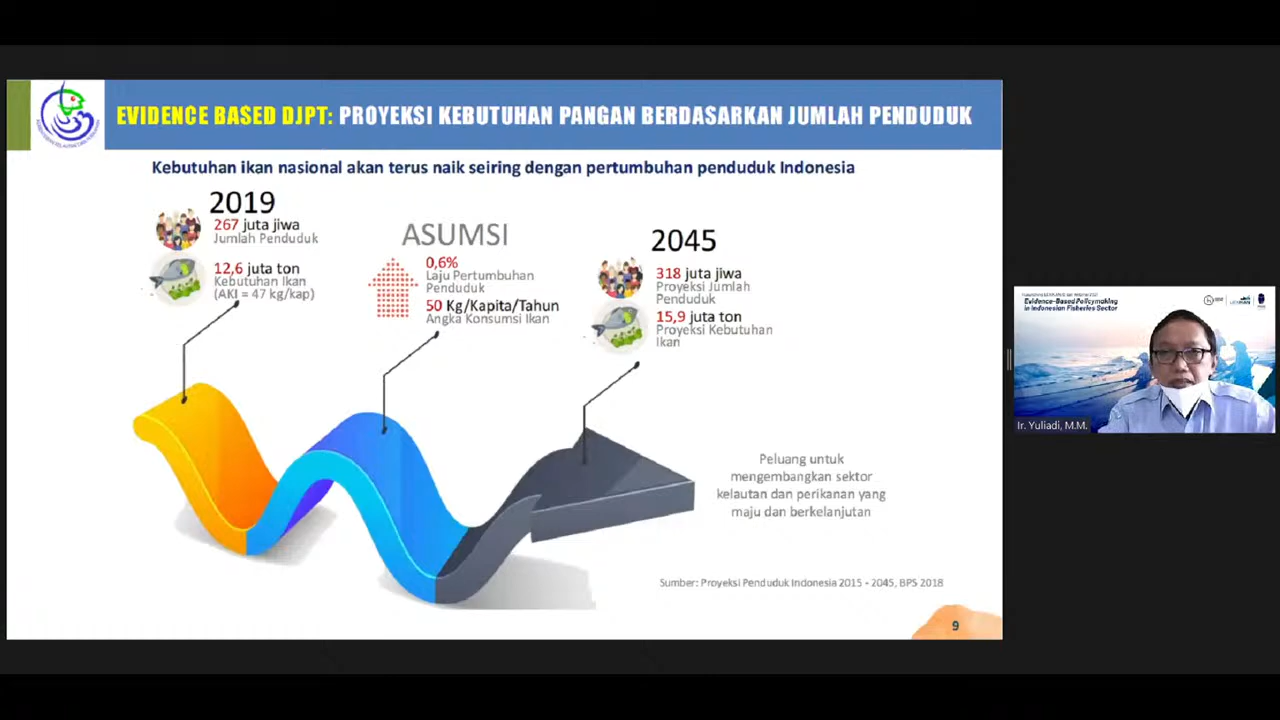 EVIDENCE BASED DJPT: PROYEKSI KEBUTUHAN PANGAN BERDASARKAN JUMLAH PENDUDUK
Kebutuhan ikan nasional akan terus naik seiring dengan pertumbuhan penduduk Indonesia
2019
267 juta jiwa
Jumlah Penduduk
12,6 juta ton
Kebutuhan Ikan
(AKI = 47 kg/kap)
ASUMSI
0,6%
Laju Pertumbuhan
Penduduk
50 Kg/Kapita/Tahun
Angka Konsumsi Ikan
2045
318 juta jiwa
Proyeksi Jumlah
Penduduk
15,9 juta ton
Proyeksi Kebutuhan
Ikan
Peluang untuk
mengembangkan sektor
kelautan dan perikanan yang
maju dan berkelanjutan
Sumber: Proyeksi Penduduk Indonesia 2015 - 2045, BPS 2018
9
Evidence-Based Policymaking
in Indonesian Fisheries Sector
Ir. Yuliadi, M.M.